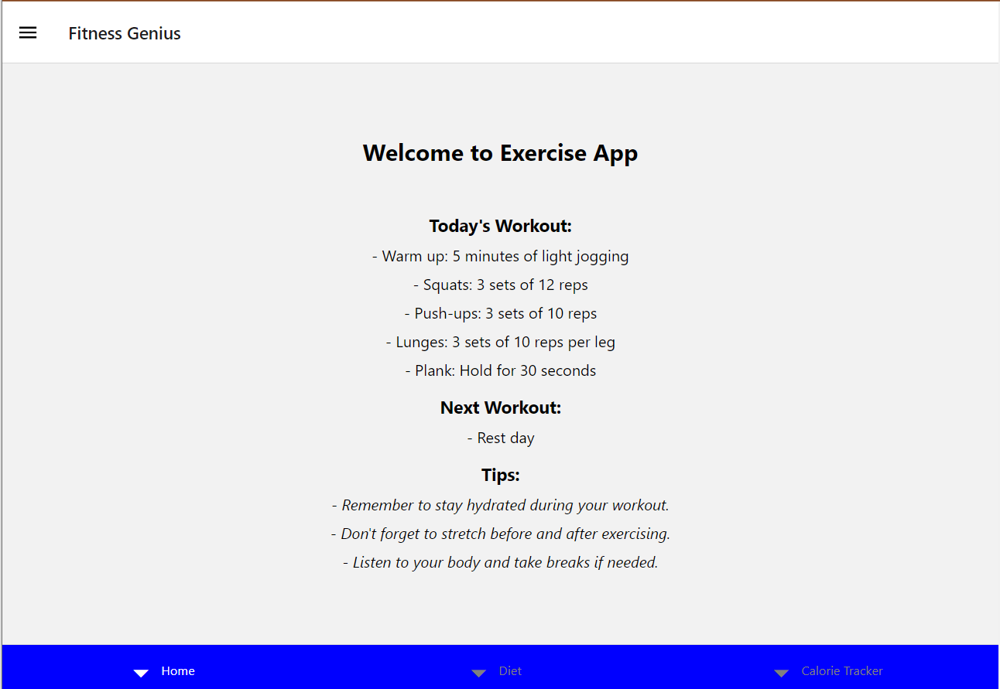 Fitness Genius
Welcome to Exercise App
Today's Workout:
- Warm up: 5 minutes of light jogging
- Squats: 3 sets of 12 reps
- Push-ups: 3 sets of 10 reps
- Lunges: 3 sets of 10 reps per leg
- Plank: Hold for 30 seconds
Next Workout:
- Rest day
Tips:
- Remember to stay hydrated during your workout.
- Don't forget to stretch before and after exercising.
- Listen to your body and take breaks if needed.
Home Diet Calorie Tracker